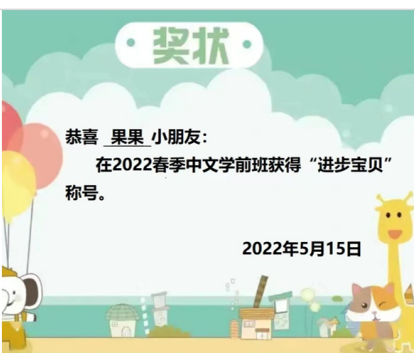 奖状
恭喜 果果 小朋友：
在2022春季中文学前班获得“进步宝贝”
称号。
2022年5月15日